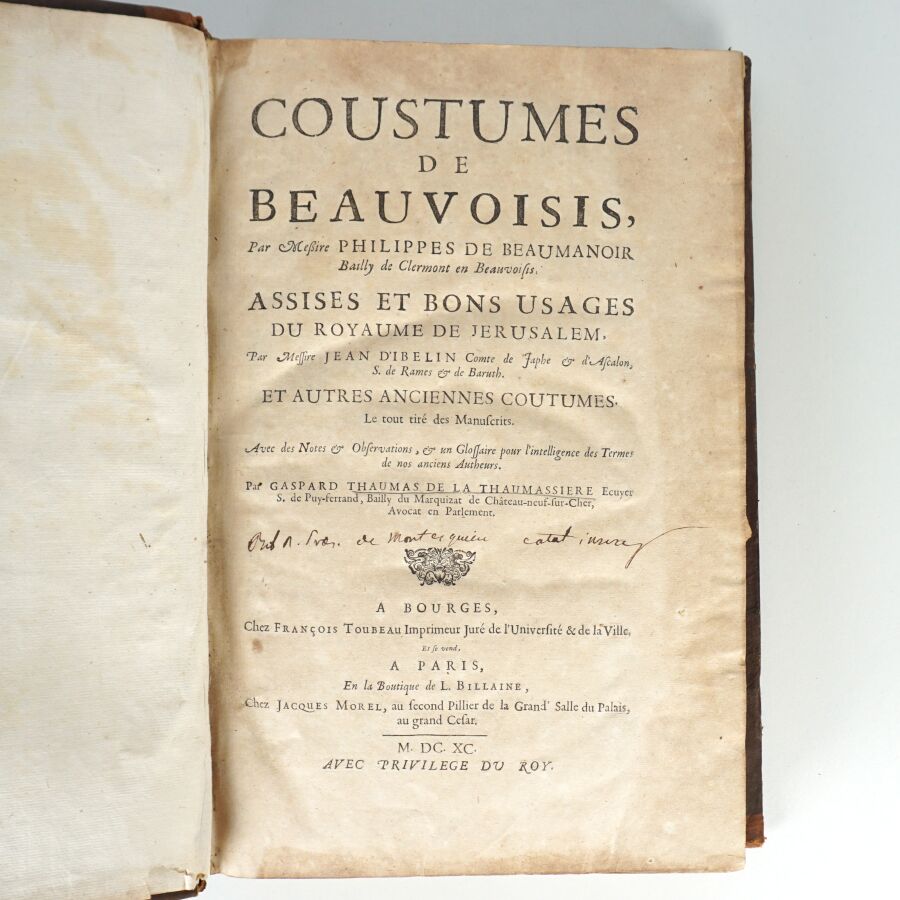 COUSTUMES
DE
BEAUVOISIS,
Par Meßire PHILIPPES DE BEAUMANOIR
Bailly de Clermont en Beauvoisis.
ASSISES ET BONS USAGES
DU ROYAUME DE JERUSALEM,
Par Meſſire JEAN D'IBELIN Comte de Japhe & d'Aſcalon,
S. de Rames & de Baruth.
ET AUTRES ANCIENNES COUTUMES.
Le tout tiré des Manuſcrits.
Avec des Notes & Obſervations, & un Gloſſaire pour l'intelligence des Termes
de nos anciens Autheurs.
Par GASPARD THAUMAS DE LA THAUMASSIERE Ecuyer
S. de Puy-ferrand, Bailly du Marquizat de Château-neuf-ſur-Cher,
Avocat en Parlement.
de Montesquieu catal
A BOURGES,
Chez FRANÇOIS TOUBEAU Imprimeur Juré de l'Univerſité & de la Ville.
Et ſe vend,
A PARIS,
En la Boutique de L. BILLAINE,
Chez JACQUES MOREL, au ſecond Pillier de la Grand' Salle du Palais,
au grand Ceſar.
M. DC. XC.
AVEC PRIVILEGE DU ROY.